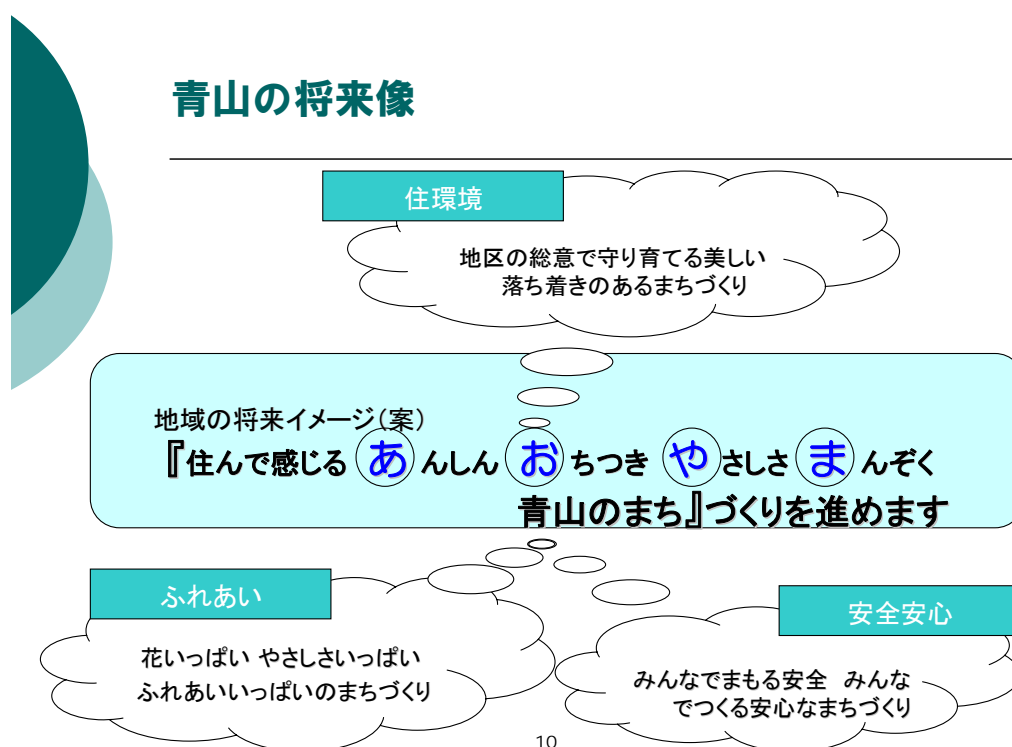 青山の将来像
住環境
地区の総意で守り育てる美しい
落ち着きのあるまちづくり
地域の将来イメージ(案)
『住んで感じる あんしん おちつき やさしさ まんぞく
青山のまち』づくりを進めます
ふれあい
花いっぱい やさしさいっぱい
ふれあいいっぱいのまちづくり
安全安心
みんなでまもる安全 みんな
でつくる安心なまちづくり
10